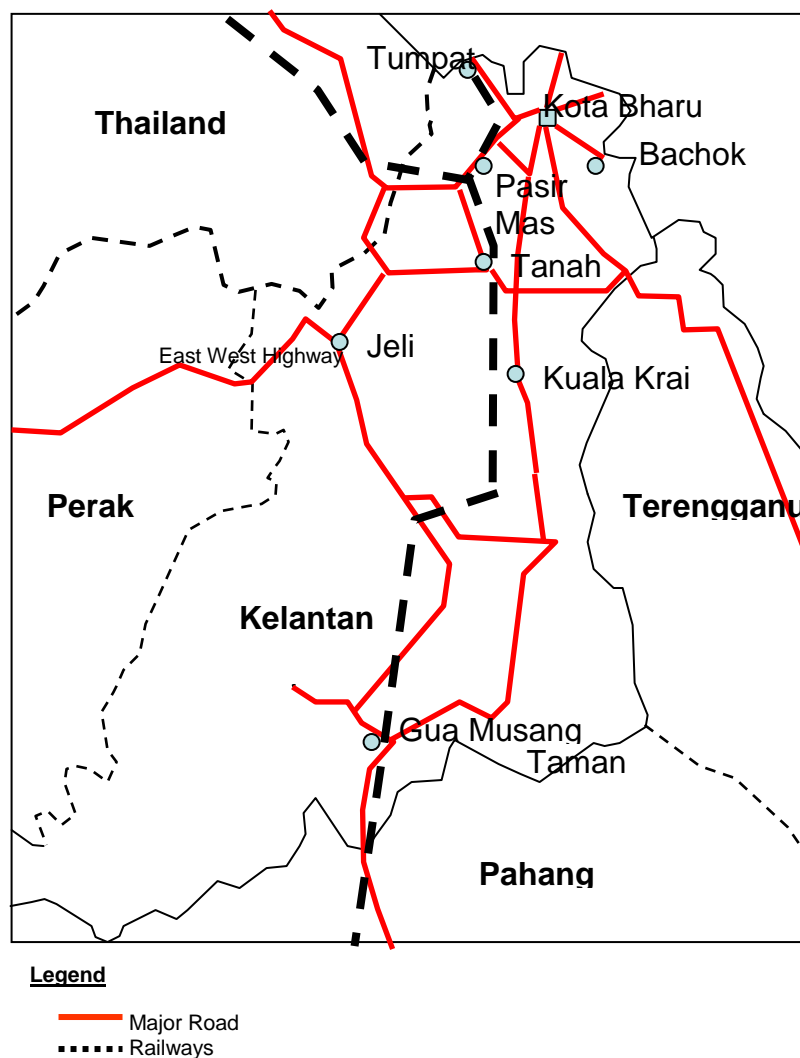 Tumpat
Kota Bharu
Thailand
Bachok
Pasir
Mas
Tanah
East West Highway
Jeli
Kuala Krai
Perak
Terengganu
Kelantan
Gua Musang
Taman
Pahang
Legend
Major Road
Railways